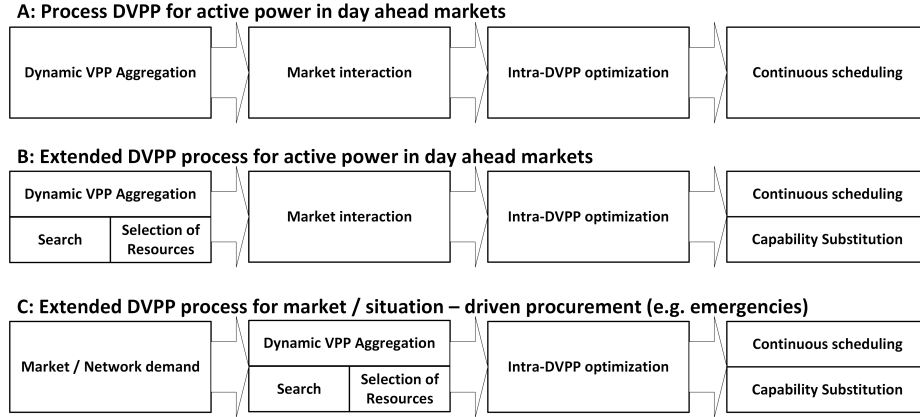 A: Process DVPP for active power in day ahead markets
Dynamic VPP Aggregation
Market interaction
Intra-DVPP optimization
Continuous scheduling
B: Extended DVPP process for active power in day ahead markets
Dynamic VPP Aggregation
Search
Selection of
Resources
Market interaction
Intra-DVPP optimization
Continuous scheduling
Capability Substitution
C: Extended DVPP process for market / situation – driven procurement (e.g. emergencies)
Market / Network demand
Dynamic VPP Aggregation
Search
Selection of
Resources
Intra-DVPP optimization
Continuous scheduling
Capability Substitution